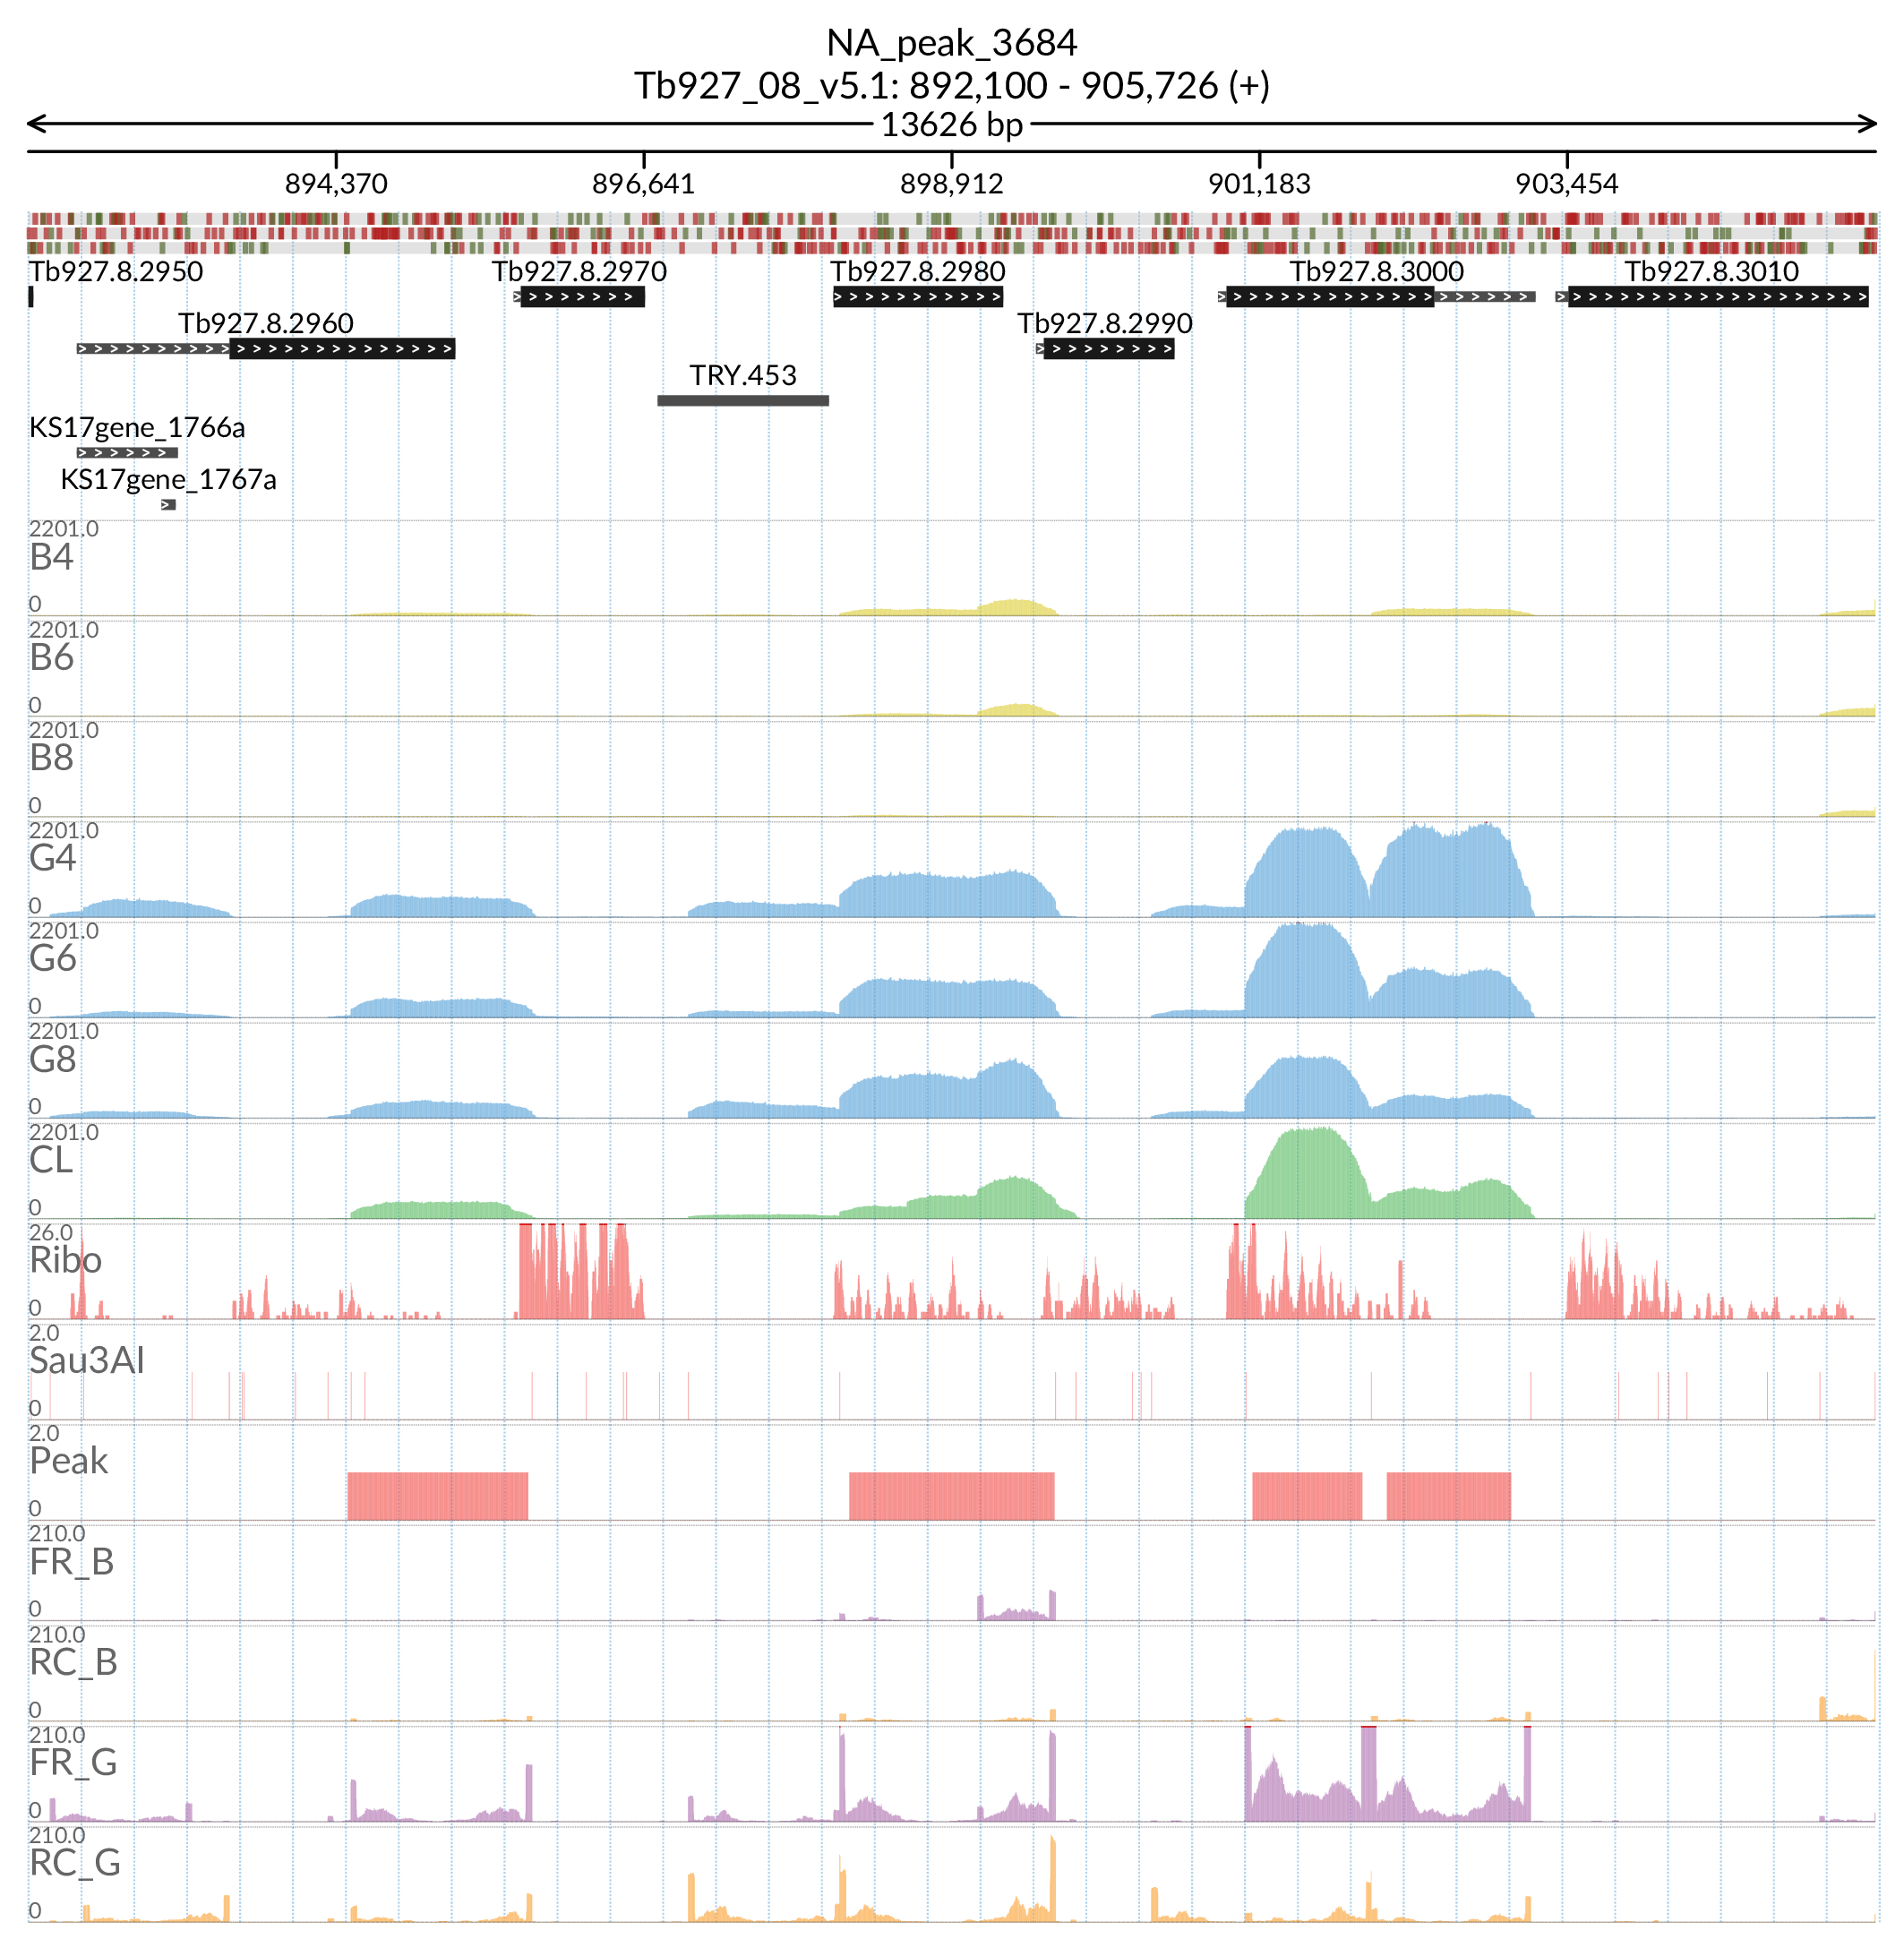 NA_peak_3684
Tb927_08_v5.1: 892,100 - 905,726 (+)
13626 bp
894,370 896,641 898,912 901,183 903,454
Tb927.8.2950 Tb927.8.2970 Tb927.8.2980 Tb927.8.3000 Tb927.8.3010
Tb927.8.2960 Tb927.8.2990
TRY.453
KS17gene_1766a
KS17gene_1767a
2201.0
B4
0
2201.0
B6
0
2201.0
B8
0
2201.0
G4
0
2201.0
G6
0
2201.0
G8
0
2201.0
CL
0
26.0
Ribo
0
2.0
Sau3AI
0
2.0
Peak
0
210.0
FR_B
0
210.0
RC_B
0
210.0
FR_G
0
210.0
RC_G
0